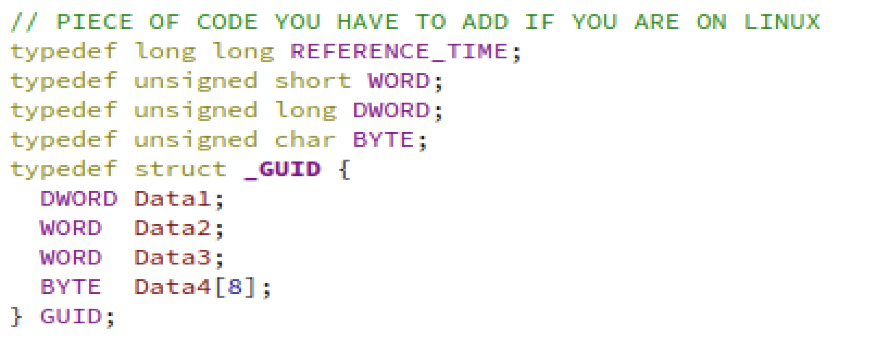 // PIECE OF CODE YOU HAVE TO ADD IF YOU ARE ON LINUX
typedef long long REFERENCE_TIME;
typedef unsigned short WORD;
typedef unsigned long DWORD;
typedef unsigned char BYTE;
typedef struct _GUID {
  DWORD Data1;
  WORD  Data2;
  WORD  Data3;
  BYTE  Data4[8];
} GUID;